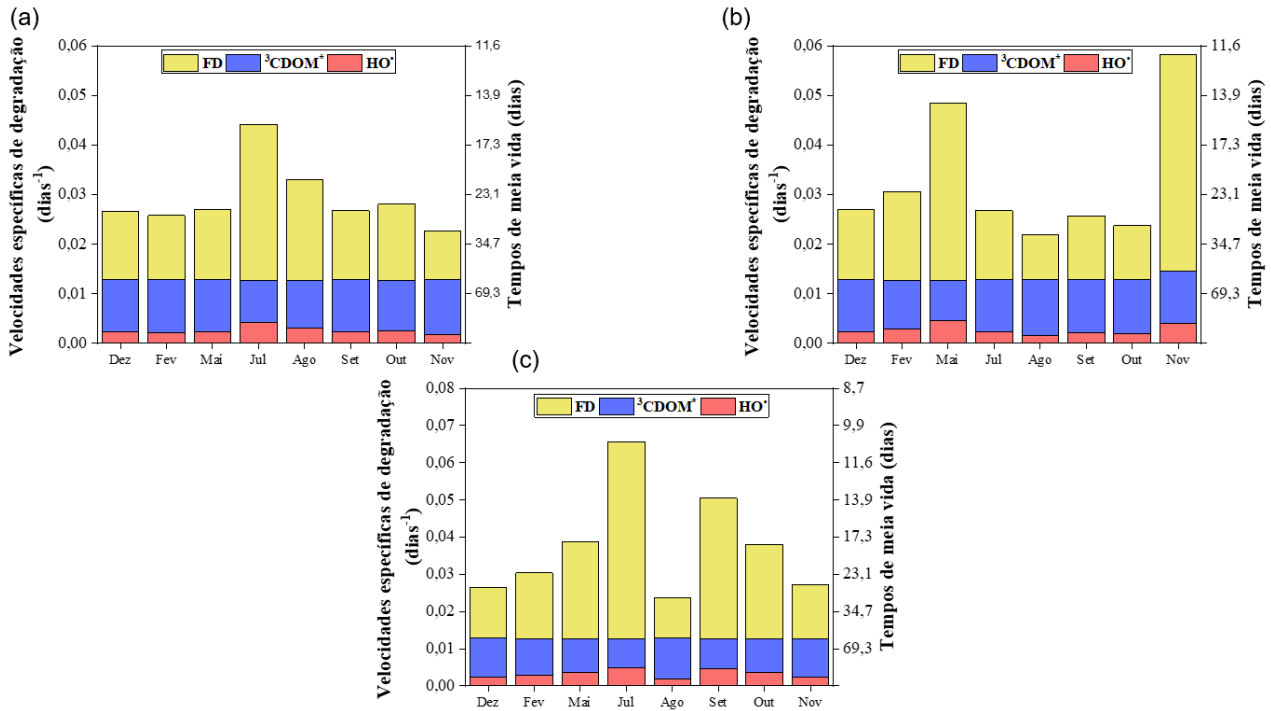 (a)
Velocidades específicas de degradação
(dias⁻¹)
0,06
0,05
0,04
0,03
0,02
0,01
0,00
FD ³CDOM* HO•
Dez Fev Mai Jul Ago Set Out Nov
11,6
13,9
17,3
23,1
34,7
69,3
Tempos de meia vida (dias)
(b)
Velocidades específicas de degradação
(dias⁻¹)
0,06
0,05
0,04
0,03
0,02
0,01
0,00
FD ³CDOM* HO•
Dez Fev Mai Jul Ago Set Out Nov
11,6
13,9
17,3
23,1
34,7
69,3
Tempos de meia vida (dias)
(c)
Velocidades específicas de degradação
(dias⁻¹)
0,08
0,07
0,06
0,05
0,04
0,03
0,02
0,01
0,00
FD ³CDOM* HO•
Dez Fev Mai Jul Ago Set Out Nov
8,7
9,9
11,6
13,9
17,3
23,1
34,7
69,3
Tempos de meia vida (dias)